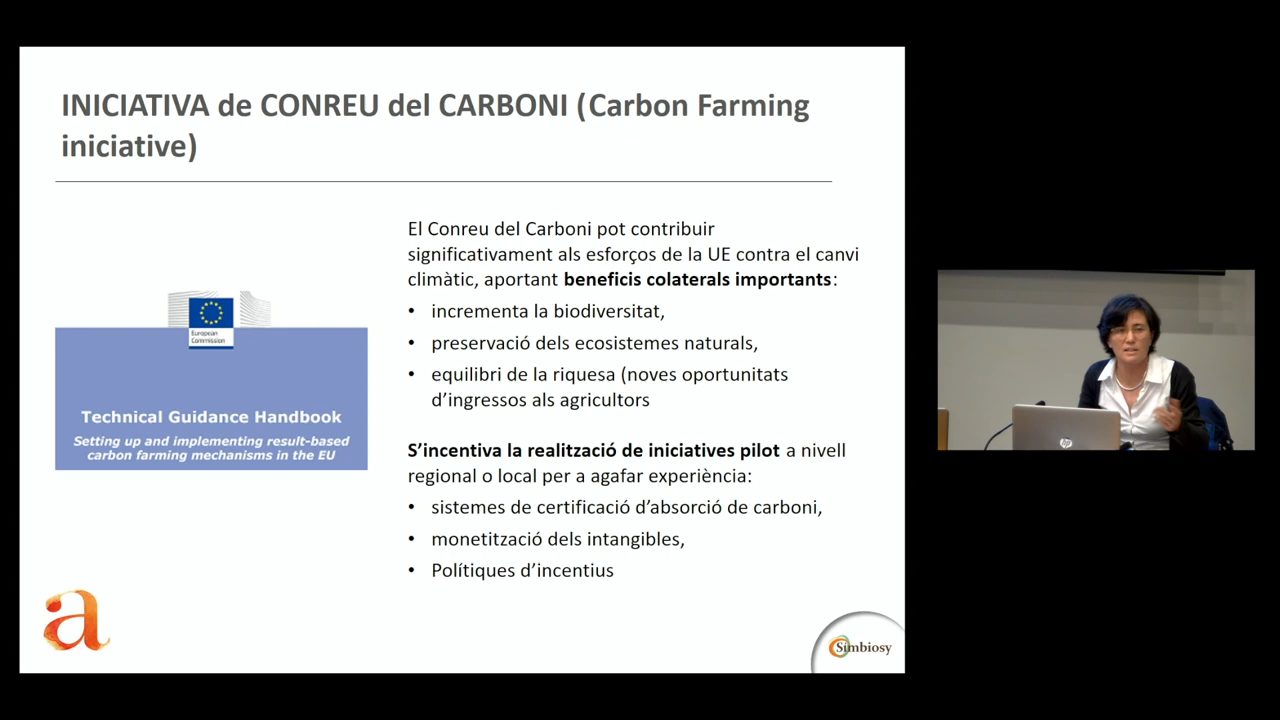 INICIATIVA de CONREU del CARBONI (Carbon Farming
iniciative)
El Conreu del Carboni pot contribuir
significativament als esforços de la UE contra el canvi
climàtic, aportant beneficis colaterals importants:
• incrementa la biodiversitat,
• preservació dels ecosistemes naturals,
• equilibri de la riquesa (noves oportunitats
d’ingressos als agricultors
S’incentiva la realització de iniciatives pilot a nivell
regional o local per a agafar experiència:
• sistemes de certificació d’absorció de carboni,
• monetització dels intangibles,
• Polítiques d’incentius
European
Commission
Technical Guidance Handbook
Setting up and implementing result-based
carbon farming mechanisms in the EU
a
Simbiosy
hp